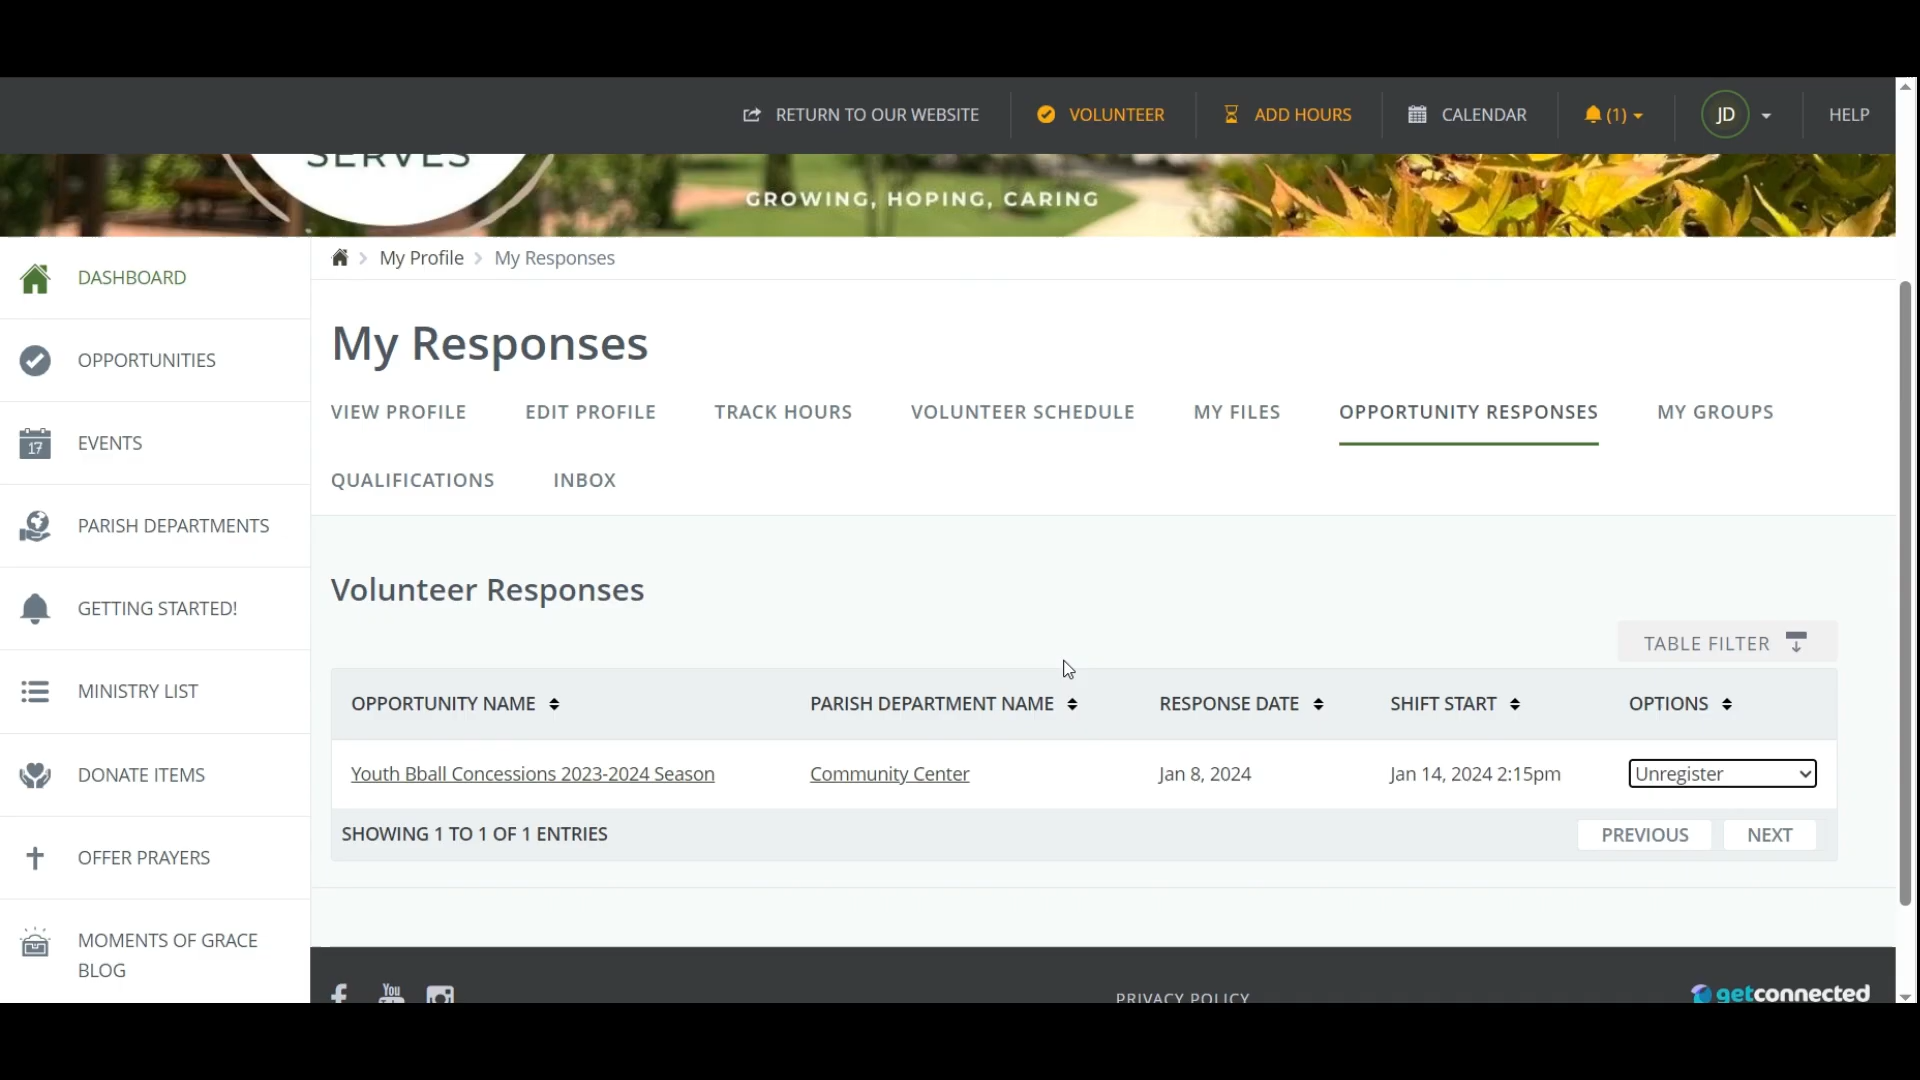 RETURN TO OUR WEBSITE VOLUNTEER ADD HOURS CALENDAR (1) JD HELP
SERVES
GROWING, HOPING, CARING
My Profile My Responses
DASHBOARD
OPPORTUNITIES
17 EVENTS
PARISH DEPARTMENTS
GETTING STARTED!
MINISTRY LIST
DONATE ITEMS
OFFER PRAYERS
MOMENTS OF GRACE
BLOG
My Responses
VIEW PROFILE EDIT PROFILE TRACK HOURS VOLUNTEER SCHEDULE MY FILES OPPORTUNITY RESPONSES MY GROUPS
QUALIFICATIONS INBOX
Volunteer Responses
TABLE FILTER
OPPORTUNITY NAME PARISH DEPARTMENT NAME RESPONSE DATE SHIFT START OPTIONS
Youth Bball Concessions 2023-2024 Season Community Center Jan 8, 2024 Jan 14, 2024 2:15pm Unregister
SHOWING 1 TO 1 OF 1 ENTRIES PREVIOUS NEXT
You PRIVACY POLICY getconnected